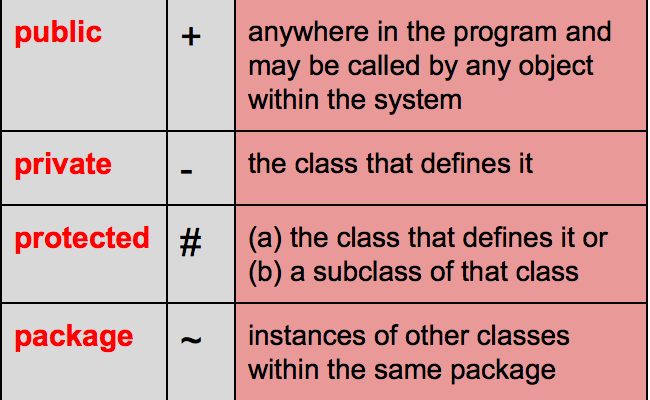 public + anywhere in the program and
may be called by any object
within the system
private - the class that defines it
protected # (a) the class that defines it or
(b) a subclass of that class
package ~ instances of other classes
within the same package